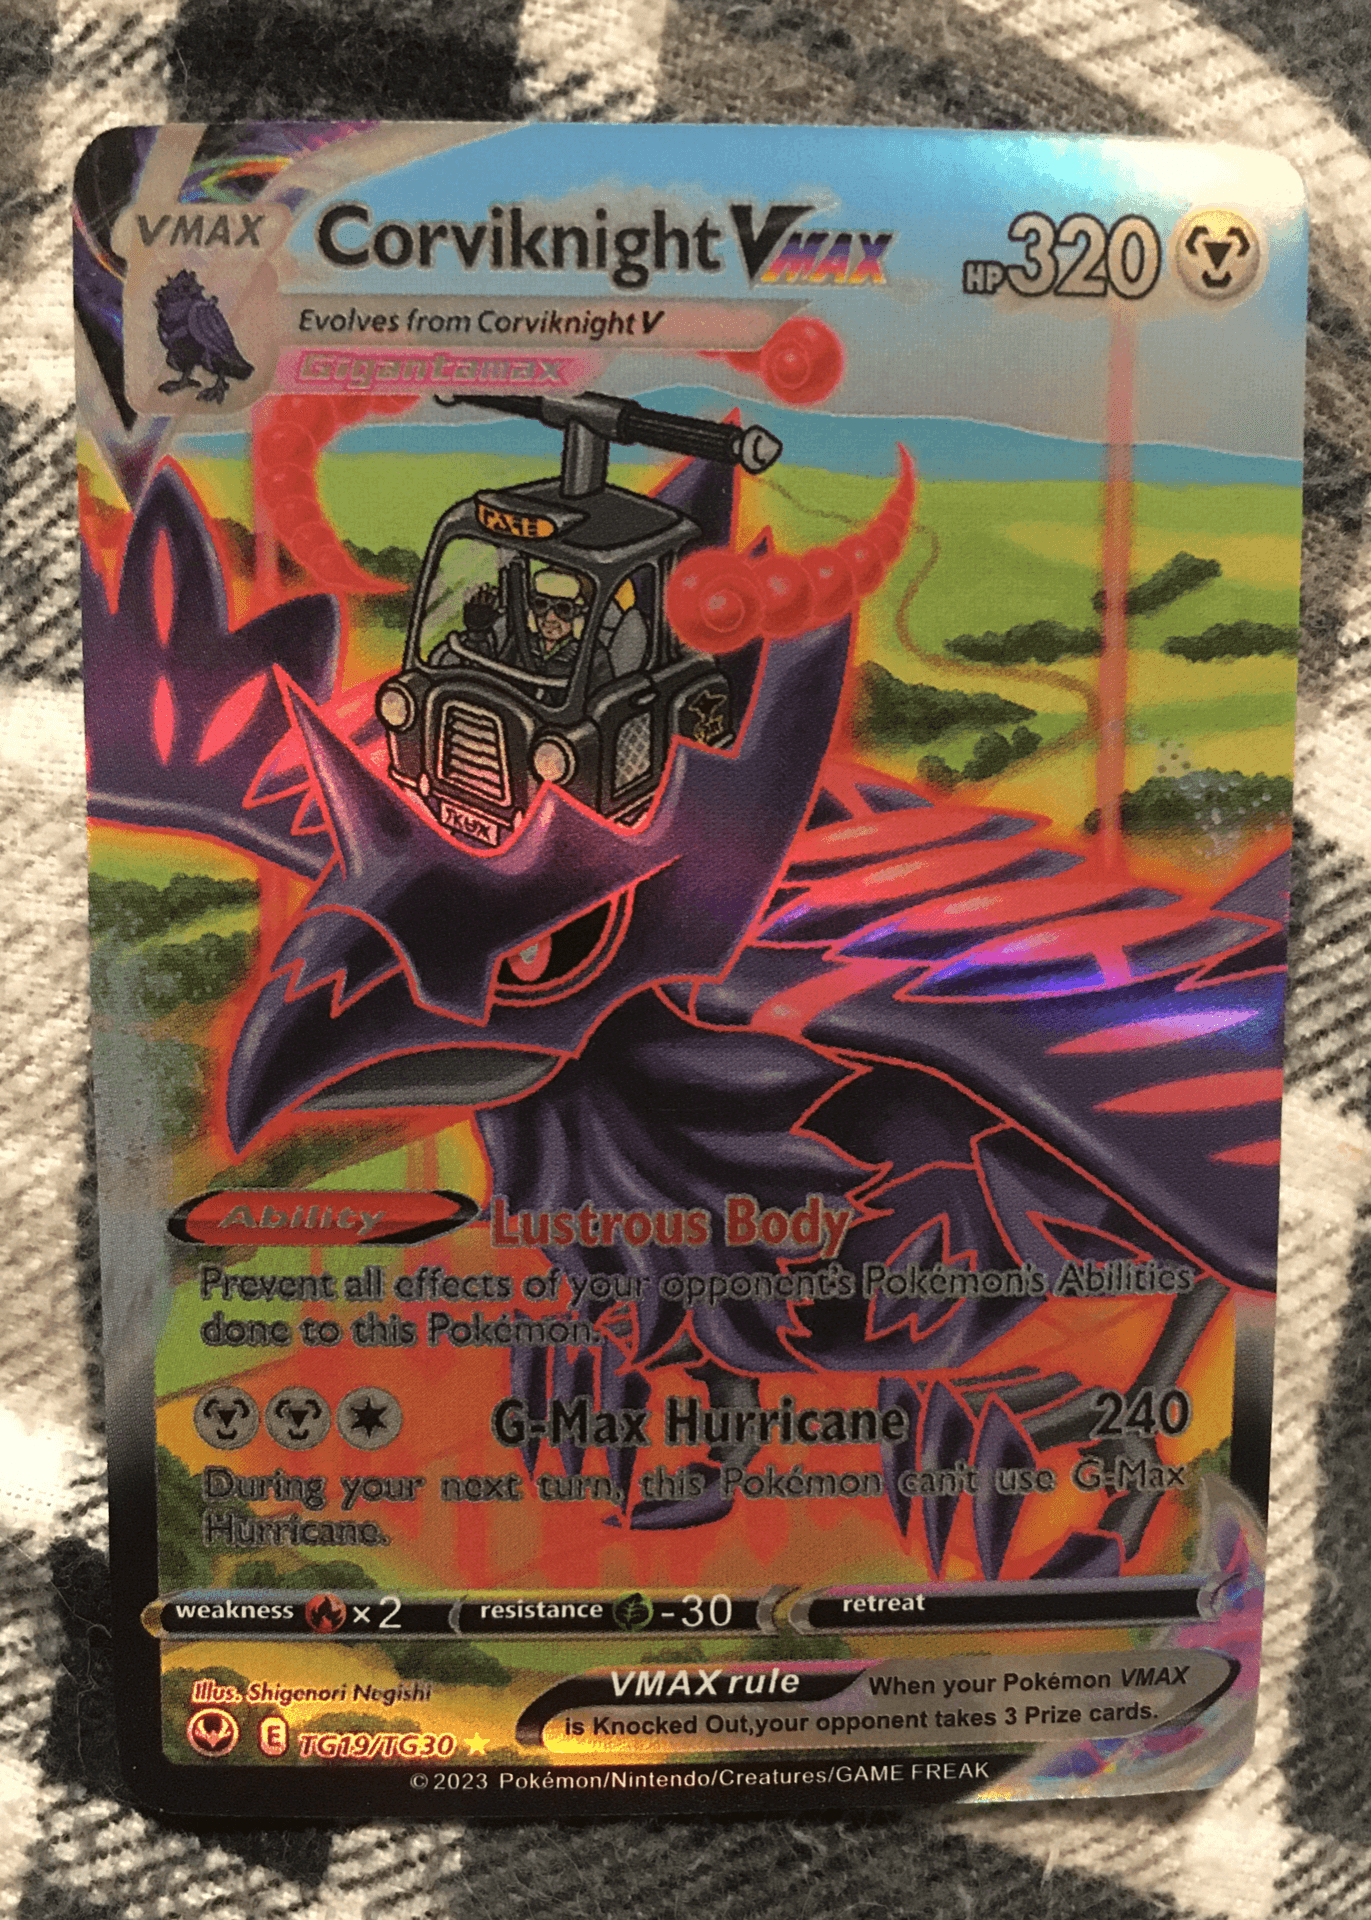 VMAX
Corviknight VMAX
HP 320
Evolves from Corviknight V
Gigantamax
Ability Lustrous Body
Prevent all effects of your opponent's Pokémon's Abilities
done to this Pokémon.
G-Max Hurricane 240
During your next turn, this Pokémon can't use G-Max
Hurricane.
weakness ×2 resistance -30 retreat
Illus. Shigenori Negishi
E TG19/TG30
VMAX rule When your Pokémon VMAX
is Knocked Out,your opponent takes 3 Prize cards.
©2023 Pokémon/Nintendo/Creatures/GAME FREAK